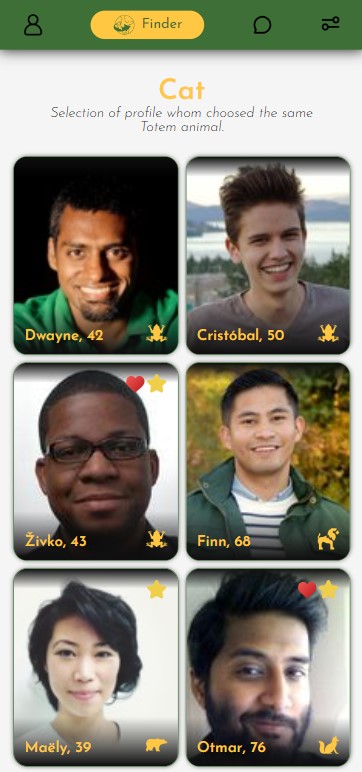 Finder
Cat
Selection of profile whom choosed the same
Totem animal.
Dwayne, 42
Cristóbal, 50
Živko, 43
Finn, 68
Maëly, 39
Otmar, 76